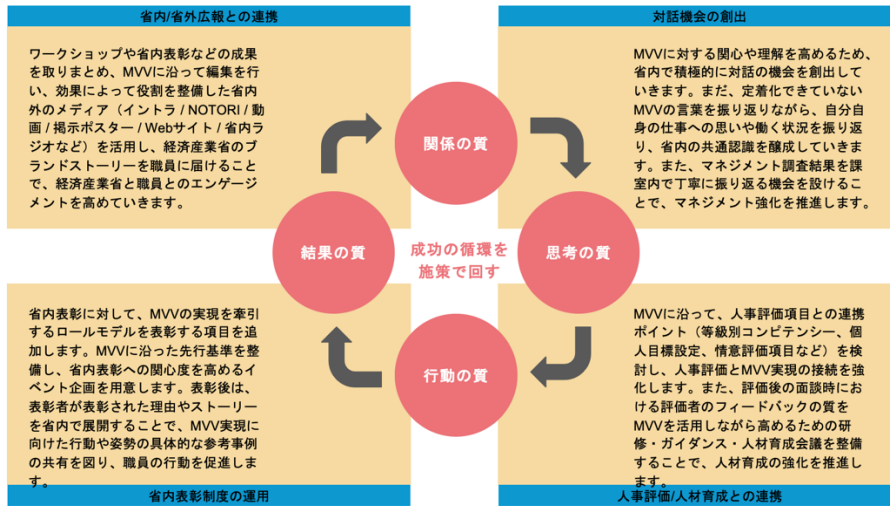 省内/省外広報との連携
ワークショップや省内表彰などの成果
を取りまとめ、MVVに沿って編集を行
い、効果によって役割を整備した省内
外のメディア（イントラ / NOTORI / 動
画 / 掲示ポスター / Webサイト / 省内ラ
ジオなど）を活用し、経済産業省のブ
ランドストーリーを職員に届けること
で、経済産業省と職員とのエンゲージ
メントを高めていきます。
対話機会の創出
MVVに対する関心や理解を高めるため、
省内で積極的に対話の機会を創出して
いきます。まだ、定着化できていない
MVVの言葉を振り返りながら、自分自
身の仕事への思いや働く状況を振り返
り、省内の共通認識を醸成していきま
す。また、マネジメント調査結果を課
室内で丁寧に振り返る機会を設けるこ
とで、マネジメント強化を推進します。
関係の質
結果の質
成功の循環を
施策で回す
思考の質
行動の質
省内表彰に対して、MVVの実現を牽引
するロールモデルを表彰する項目を追
加します。MVVに沿った先行基準を整
備し、省内表彰への関心度を高めるイ
ベント企画を用意します。表彰後は、
表彰者が表彰された理由やストーリー
を省内で展開することで、MVV実現に
向けた行動や姿勢の具体的な参考事例
の共有を図り、職員の行動を促進しま
す。
省内表彰制度の運用
MVVに沿って、人事評価項目との連携
ポイント（等級別コンピテンシー、個
人目標設定、情意評価項目など）を検
討し、人事評価とMVV実現の接続を強
化します。また、評価後の面談時にお
ける評価者のフィードバックの質を
MVVを活用しながら高めるための研
修・ガイダンス・人材育成会議を整備
することで、人材育成の強化を推進し
ます。
人事評価/人材育成との連携